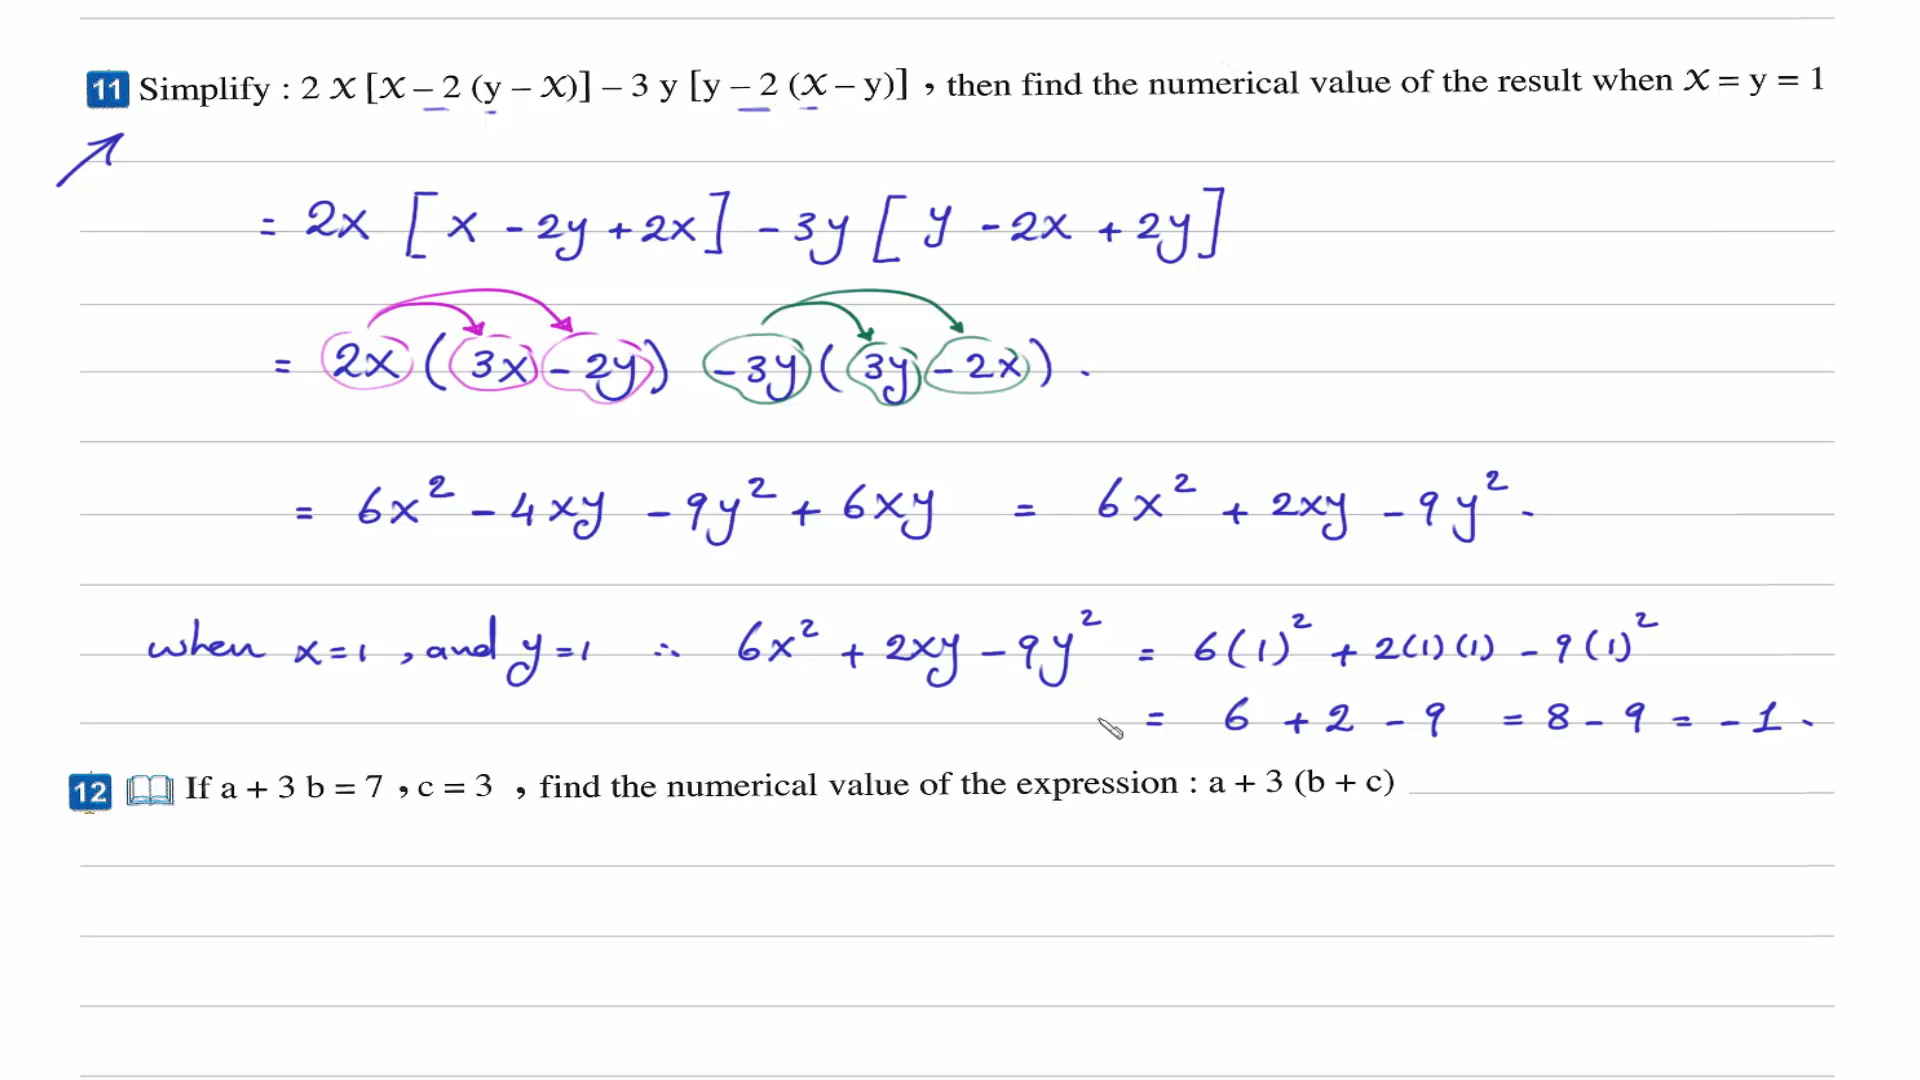 11 Simplify : 2 X [X – 2 (y – X)] – 3 y [y – 2 (X – y)] , then find the numerical value of the result when X = y = 1
= 2x [x - 2y + 2x] - 3y [y - 2x + 2y]
= 2x (3x - 2y) - 3y (3y - 2x) .
= 6x² - 4xy - 9y² + 6xy = 6x² + 2xy - 9y² .
when x=1 , and y=1 ∴ 6x² + 2xy - 9y² = 6(1)² + 2(1)(1) - 9(1)²
= 6 + 2 - 9 = 8 - 9 = -1 .
12 If a + 3 b = 7 , c = 3 , find the numerical value of the expression : a + 3 (b + c)